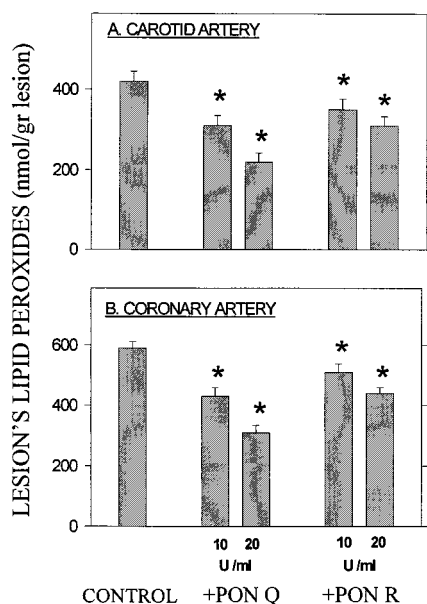 LESION'S LIPID PEROXIDES (nmol/gr lesion)
A. CAROTID ARTERY
400
200
0
* * * *
B. CORONARY ARTERY
600
400
200
0
* * * *
10 20 10 20
U /ml U /ml
CONTROL +PON Q +PON R